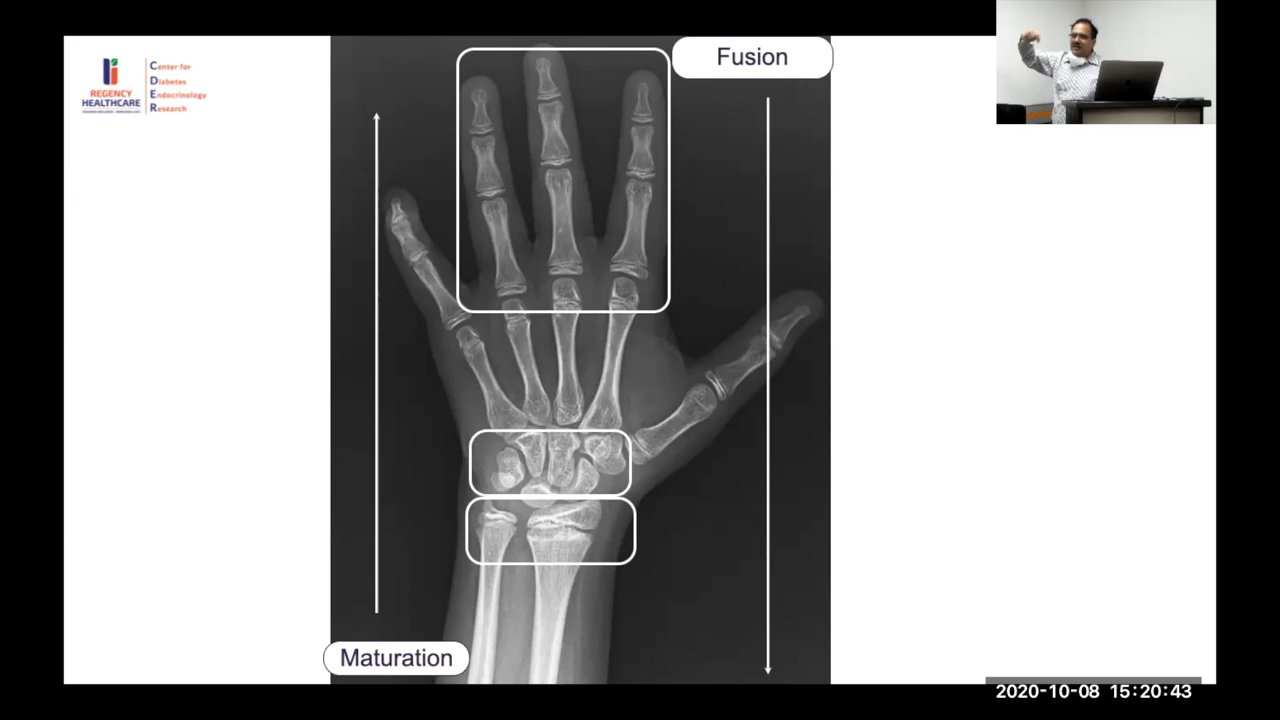 Center for
Diabetes
Endocrinology
Research
REGENCY
HEALTHCARE
Fusion
Maturation
2020-10-08 15:20:43